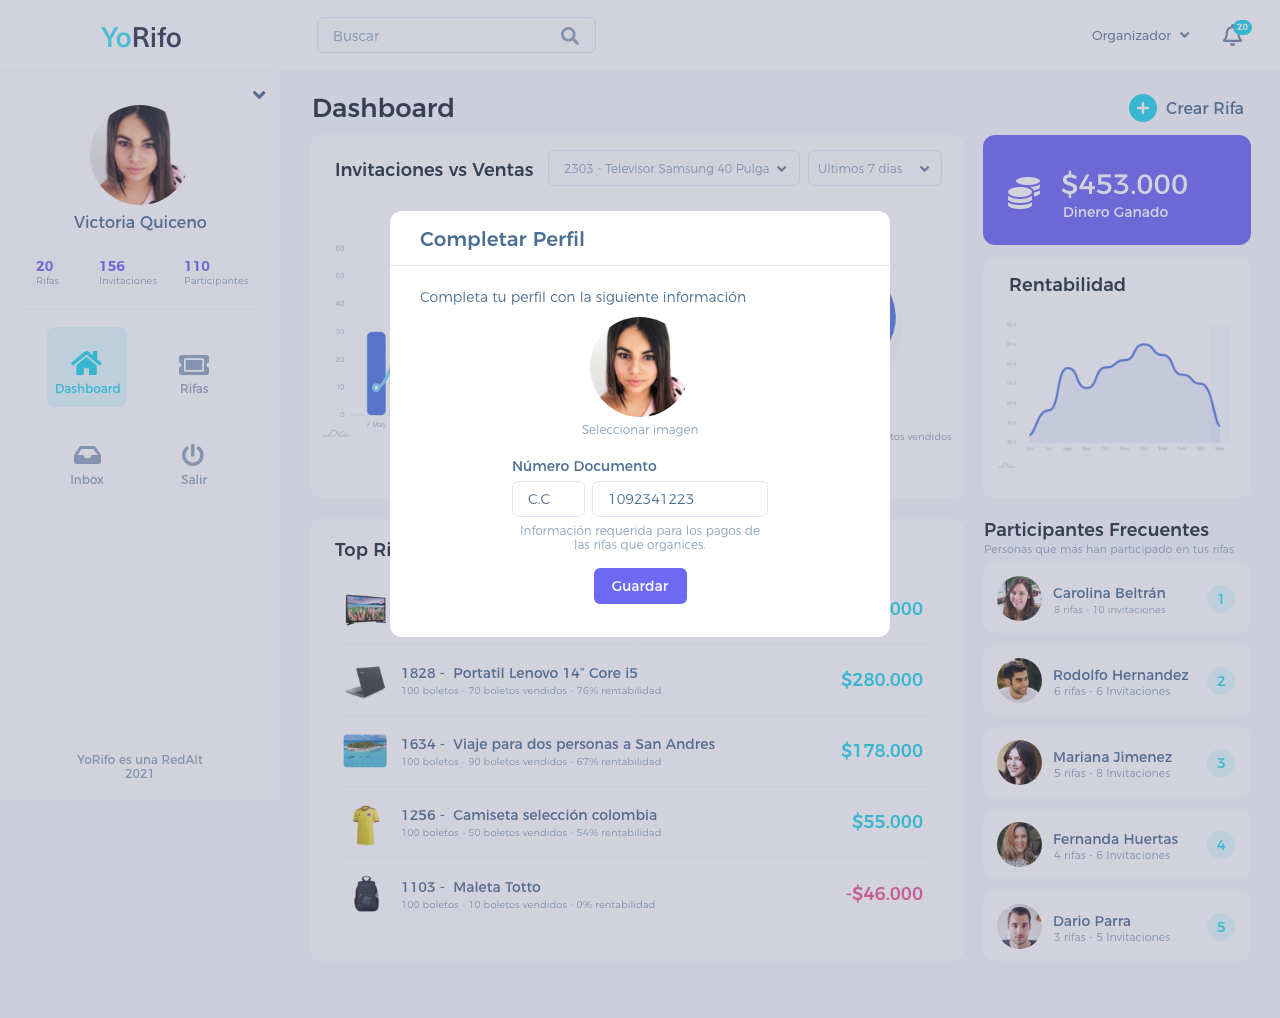 YoRifo
Buscar
Organizador
20
Victoria Quiceno
20
156
110
Rifas
Invitaciones
Participantes
Dashboard
Rifas
Inbox
Salir
YoRifo es una RedAlt
2021
Dashboard
Crear Rifa
Invitaciones vs Ventas
2303 - Televisor Samsung 40 Pulga
Ultimos 7 días
60
50
40
30
20
10
0
7 May
tos vendidos
$453.000
Dinero Ganado
Rentabilidad
Completar Perfil
Completa tu perfil con la siguiente información
Seleccionar imagen
Número Documento
C.C
1092341223
Información requerida para los pagos de
las rifas que organices.
Guardar
Top Ri
000
1828 - Portatil Lenovo 14” Core i5
100 boletos - 70 boletos vendidos - 76% rentabilidad
$280.000
1634 - Viaje para dos personas a San Andres
100 boletos - 90 boletos vendidos - 67% rentabilidad
$178.000
1256 - Camiseta selección colombia
100 boletos - 50 boletos vendidos - 54% rentabilidad
$55.000
1103 - Maleta Totto
100 boletos - 10 boletos vendidos - 0% rentabilidad
-$46.000
Participantes Frecuentes
Personas que más han participado en tus rifas
Carolina Beltrán
8 rifas - 10 invitaciones
1
Rodolfo Hernandez
6 rifas - 6 Invitaciones
2
Mariana Jimenez
5 rifas - 8 Invitaciones
3
Fernanda Huertas
4 rifas - 6 Invitaciones
4
Dario Parra
3 rifas - 5 Invitaciones
5